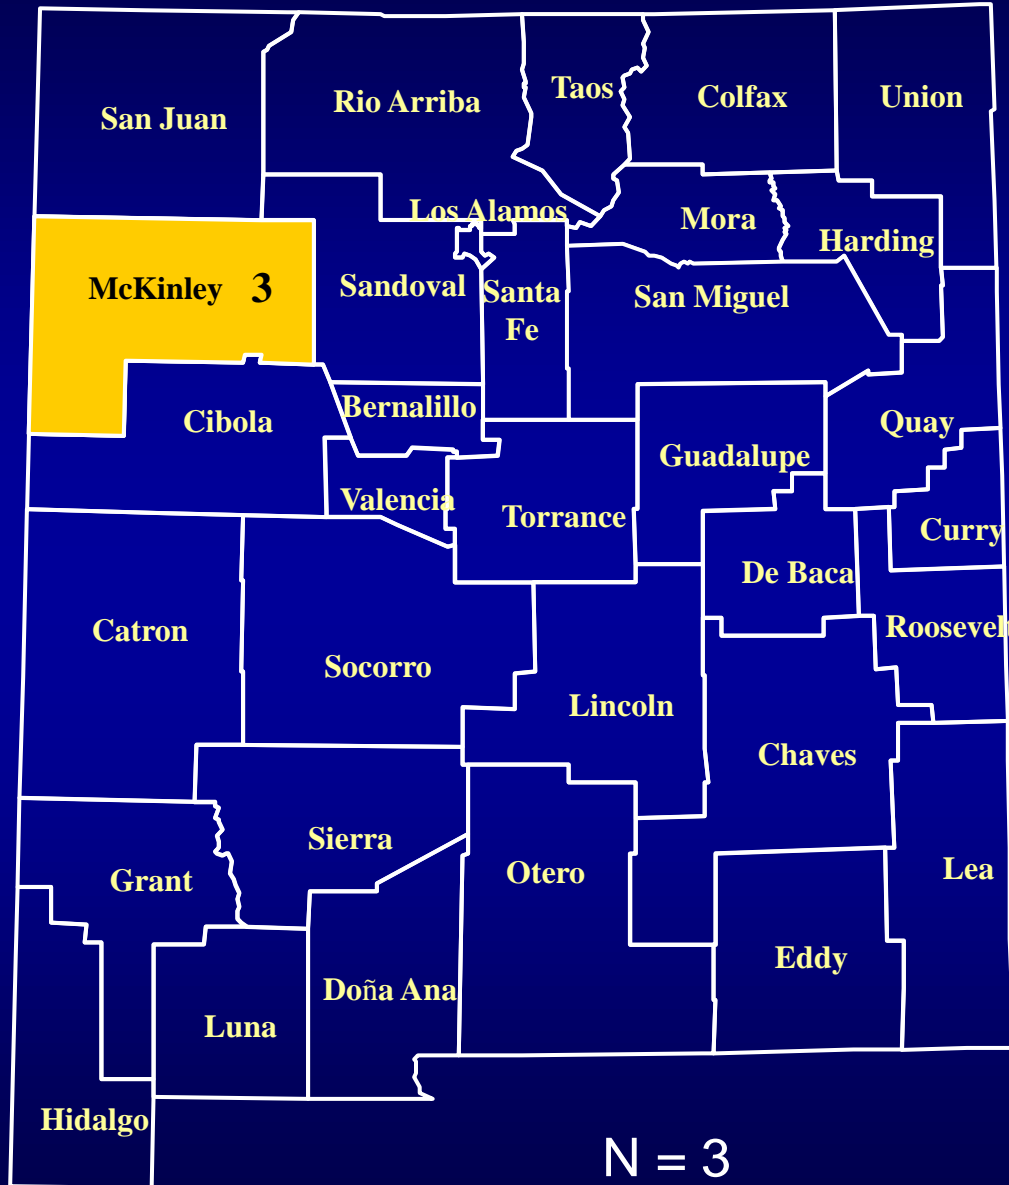 San Juan
Rio Arriba
Taos
Colfax
Union
Los Alamos
Mora
Harding
McKinley 3
Sandoval
Santa
Fe
San Miguel
Cibola
Bernalillo
Guadalupe
Quay
Valencia
Torrance
Curry
De Baca
Catron
Socorro
Roosevelt
Lincoln
Chaves
Sierra
Grant
Otero
Lea
Eddy
Doña Ana
Luna
Hidalgo
N = 3